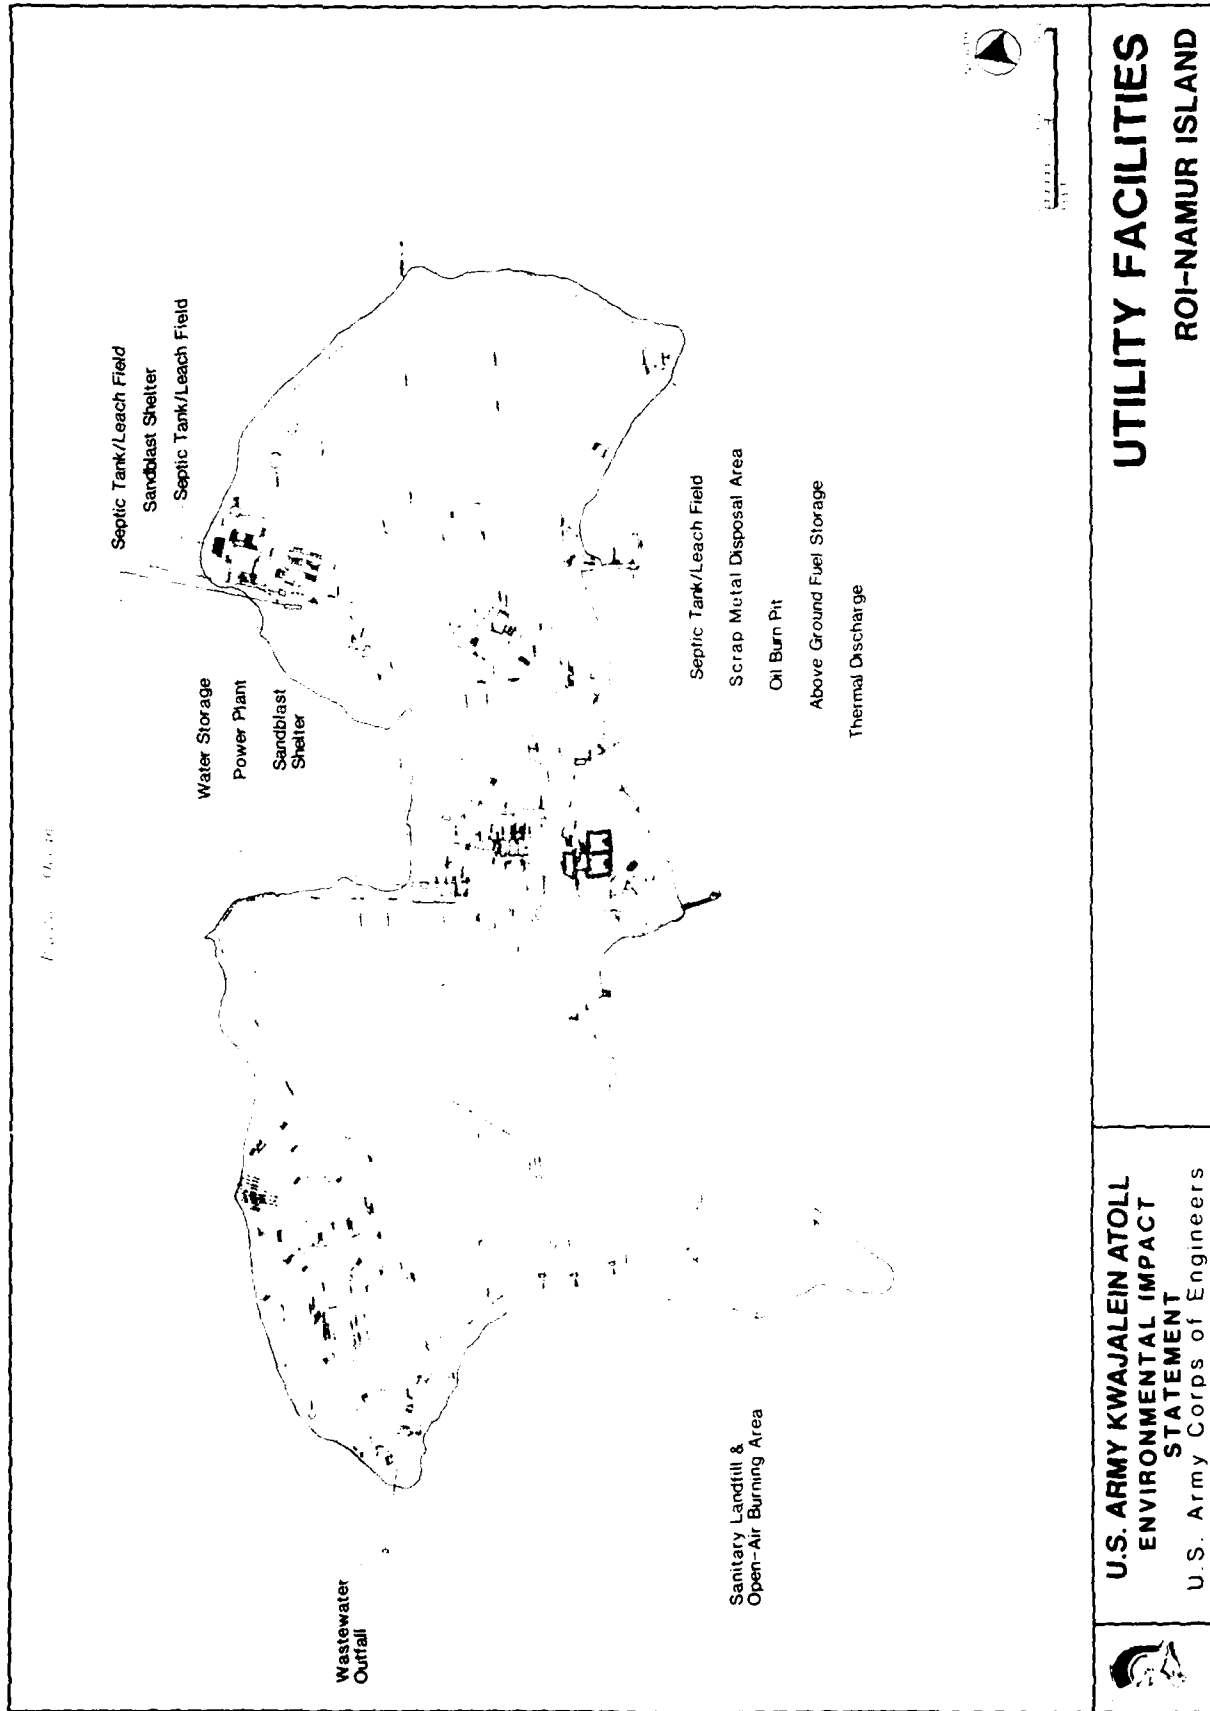 Septic Tank/Leach Field
Sandblast Shelter
Septic Tank/Leach Field
Water Storage
Power Plant
Sandblast
Shelter
Wastewater
Outfall
Septic Tank/Leach Field
Scrap Metal Disposal Area
Oil Burn Pit
Above Ground Fuel Storage
Thermal Discharge
Sanitary Landfill &
Open-Air Burning Area
U.S. ARMY KWAJALEIN ATOLL
ENVIRONMENTAL IMPACT
STATEMENT
U.S. Army Corps of Engineers
UTILITY FACILITIES
ROI-NAMUR ISLAND